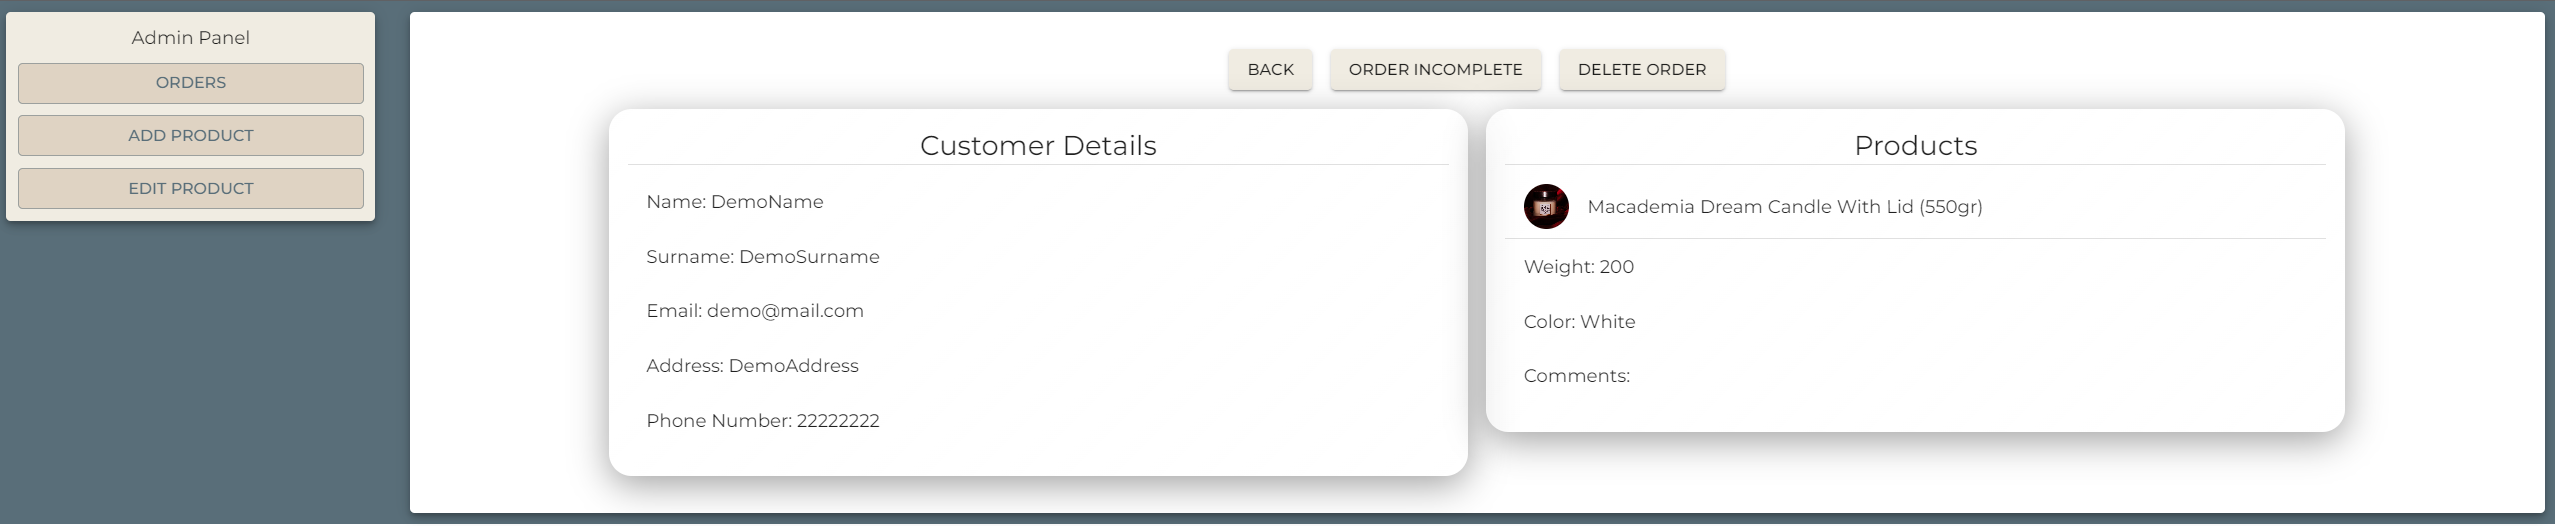 Admin Panel
ORDERS
ADD PRODUCT
EDIT PRODUCT
BACK
ORDER INCOMPLETE
DELETE ORDER
Customer Details
Name: DemoName
Surname: DemoSurname
Email: demo@mail.com
Address: DemoAddress
Phone Number: 22222222
Products
Macademia Dream Candle With Lid (550gr)
Weight: 200
Color: White
Comments: